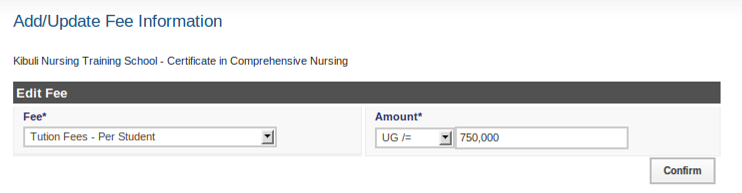 Add/Update Fee Information
Kibuli Nursing Training School - Certificate in Comprehensive Nursing
Edit Fee
Fee*
Amount*
Tution Fees - Per Student
UG /=
750,000
Confirm